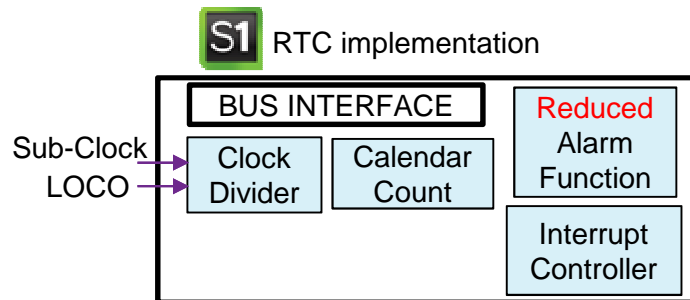 S1 RTC implementation
BUS INTERFACE
Reduced
Alarm
Function
Sub-Clock
LOCO
Clock
Divider
Calendar
Count
Interrupt
Controller